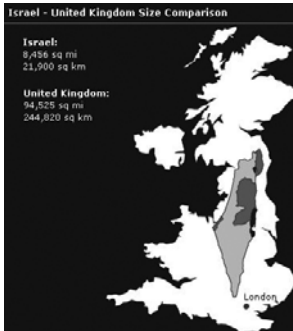 Israel - United Kingdom Size Comparison
Israel:
8,456 sq mi
21,900 sq km
United Kingdom:
94,525 sq mi
244,820 sq km
London